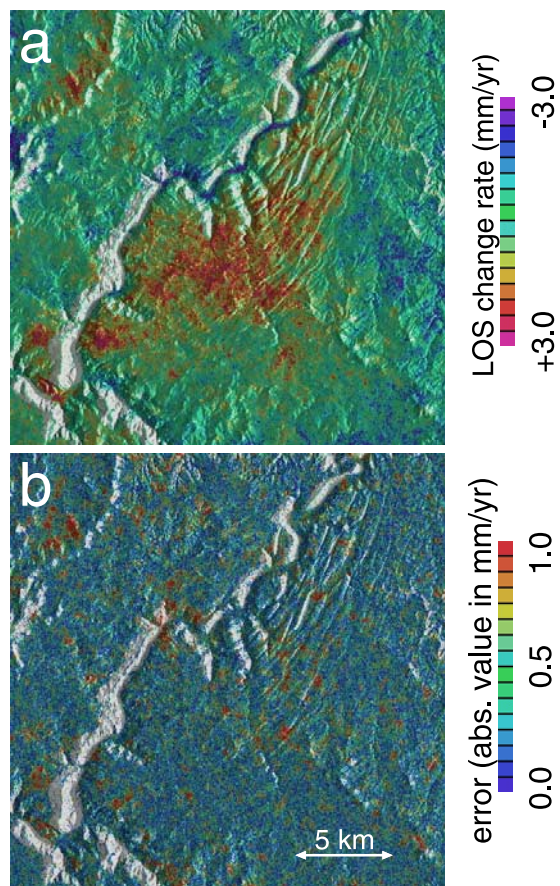 a
LOS change rate (mm/yr)
-3.0
+3.0
b
error (abs. value in mm/yr)
1.0
0.5
0.0
5 km